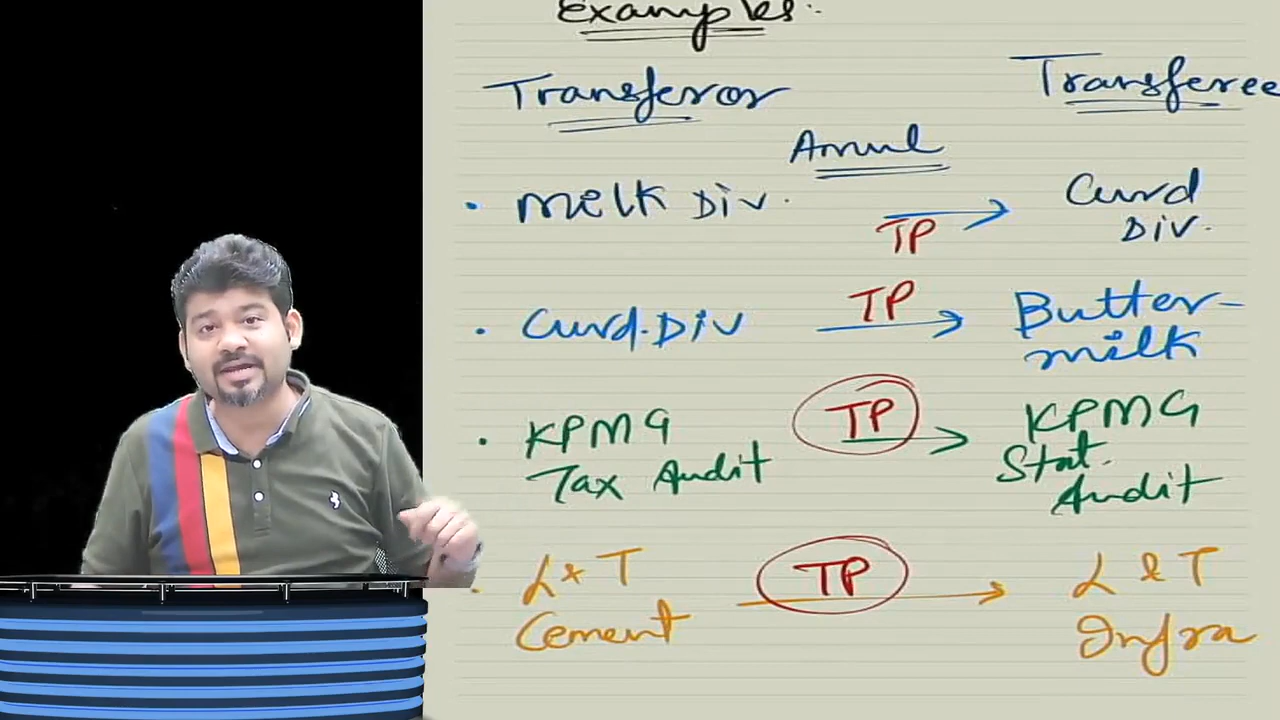 Examples:
Transferor Transferee
Amul
• Milk Div. TP Curd Div.
• Curd.Div TP Butter-milk
• KPMG Tax Audit TP KPMG Stat. Audit
• L & T Cement TP L & T Infra